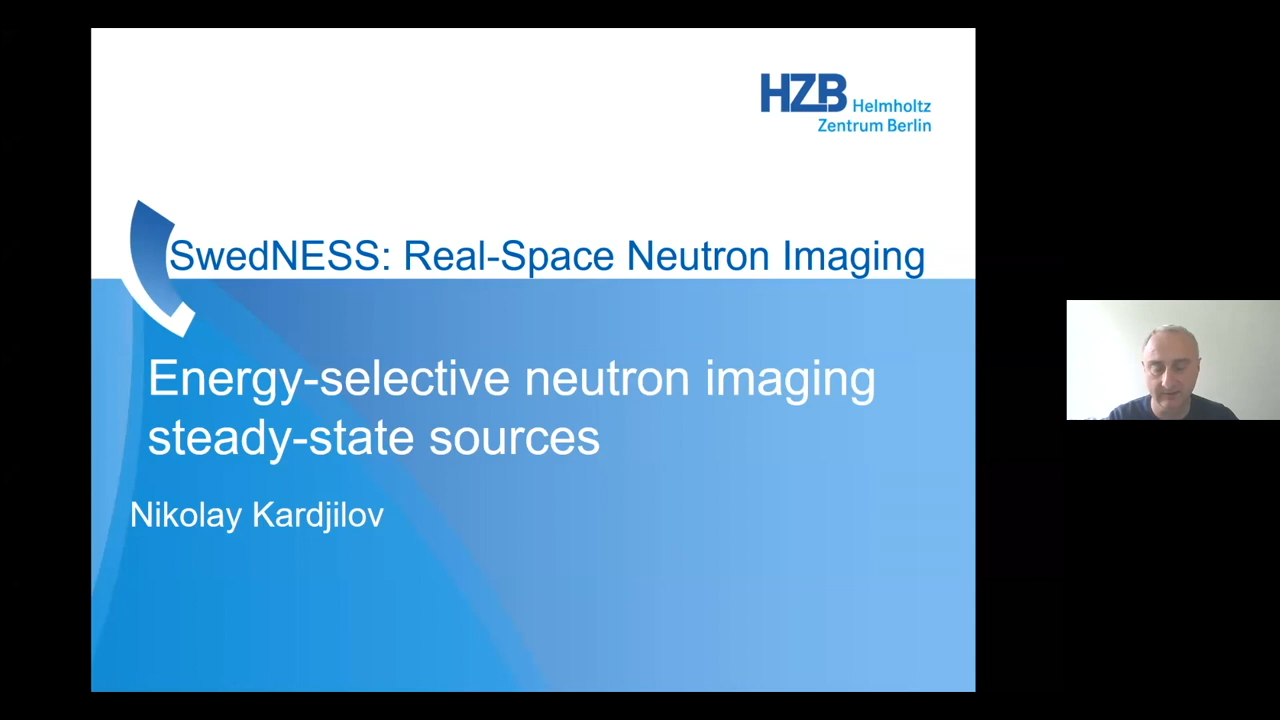 HZB Helmholtz
Zentrum Berlin
SwedNESS: Real-Space Neutron Imaging
Energy-selective neutron imaging
steady-state sources
Nikolay Kardjilov